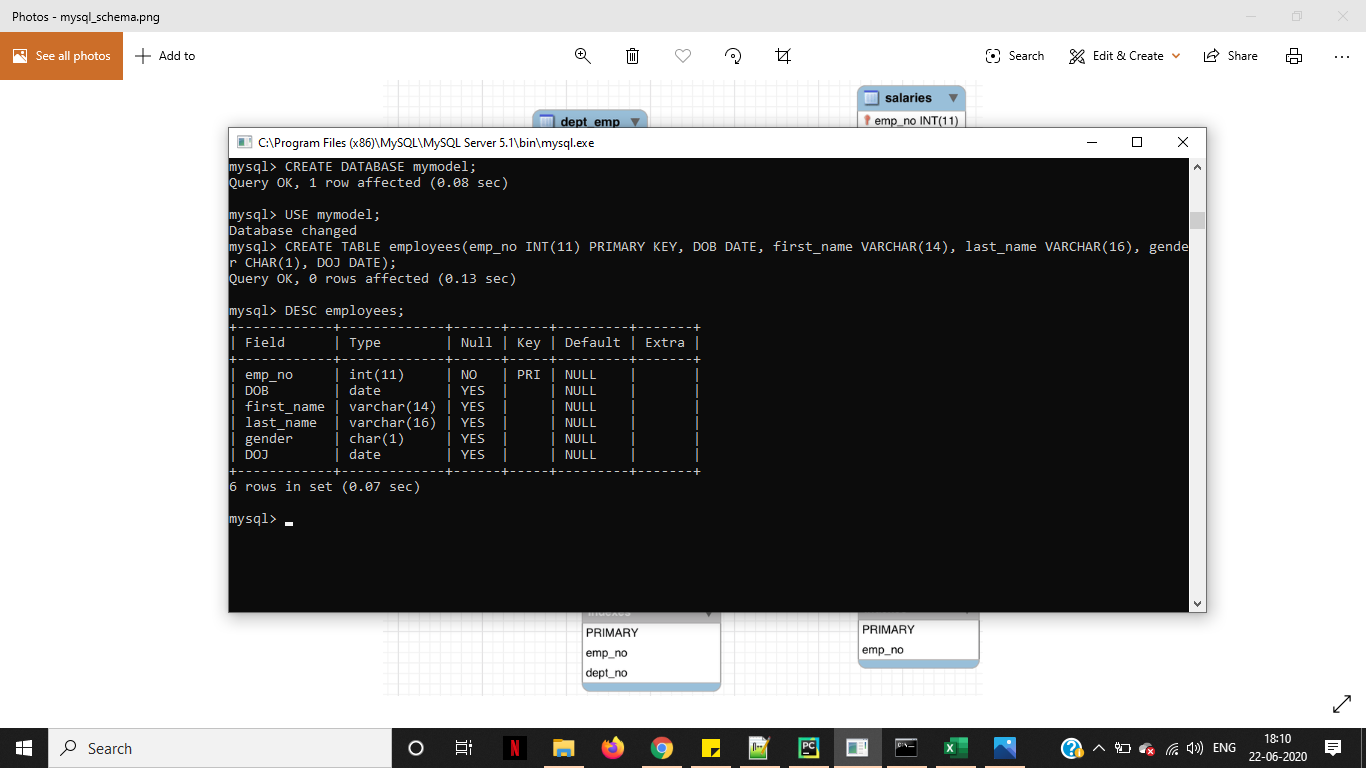 Photos - mysql_schema.png
See all photos
Add to
Search
Edit & Create
Share
salaries
dept_emp
emp_no INT(11)
C:\Program Files (x86)\MySQL\MySQL Server 5.1\bin\mysql.exe
mysql> CREATE DATABASE mymodel;
Query OK, 1 row affected (0.08 sec)
mysql> USE mymodel;
Database changed
mysql> CREATE TABLE employees(emp_no INT(11) PRIMARY KEY, DOB DATE, first_name VARCHAR(14), last_name VARCHAR(16), gende
r CHAR(1), DOJ DATE);
Query OK, 0 rows affected (0.13 sec)
mysql> DESC employees;
+------------+-------------+------+-----+---------+-------+
| Field      | Type        | Null | Key | Default | Extra |
+------------+-------------+------+-----+---------+-------+
| emp_no     | int(11)     | NO   | PRI | NULL    |       |
| DOB        | date        | YES  |     | NULL    |       |
| first_name | varchar(14) | YES  |     | NULL    |       |
| last_name  | varchar(16) | YES  |     | NULL    |       |
| gender     | char(1)     | YES  |     | NULL    |       |
| DOJ        | date        | YES  |     | NULL    |       |
+------------+-------------+------+-----+---------+-------+
6 rows in set (0.07 sec)
mysql>
PRIMARY
emp_no
dept_no
PRIMARY
emp_no
Search
N
PC
ENG
18:10
22-06-2020